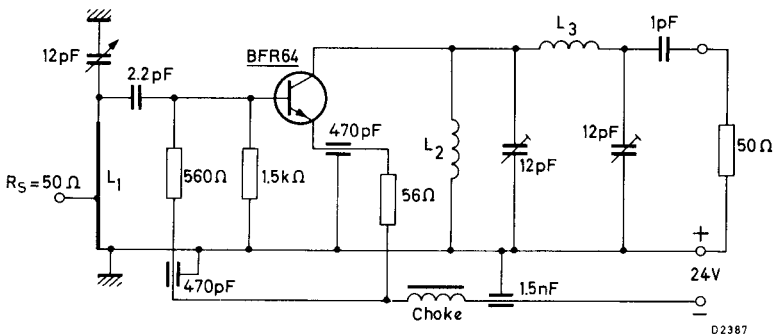 12pF
2.2pF
BFR64
L3
1pF
470pF
L2
12pF
12pF
50Ω
RS = 50Ω
L1
560Ω
1.5kΩ
56Ω
+
24V
−
470pF
Choke
1.5nF
D2387